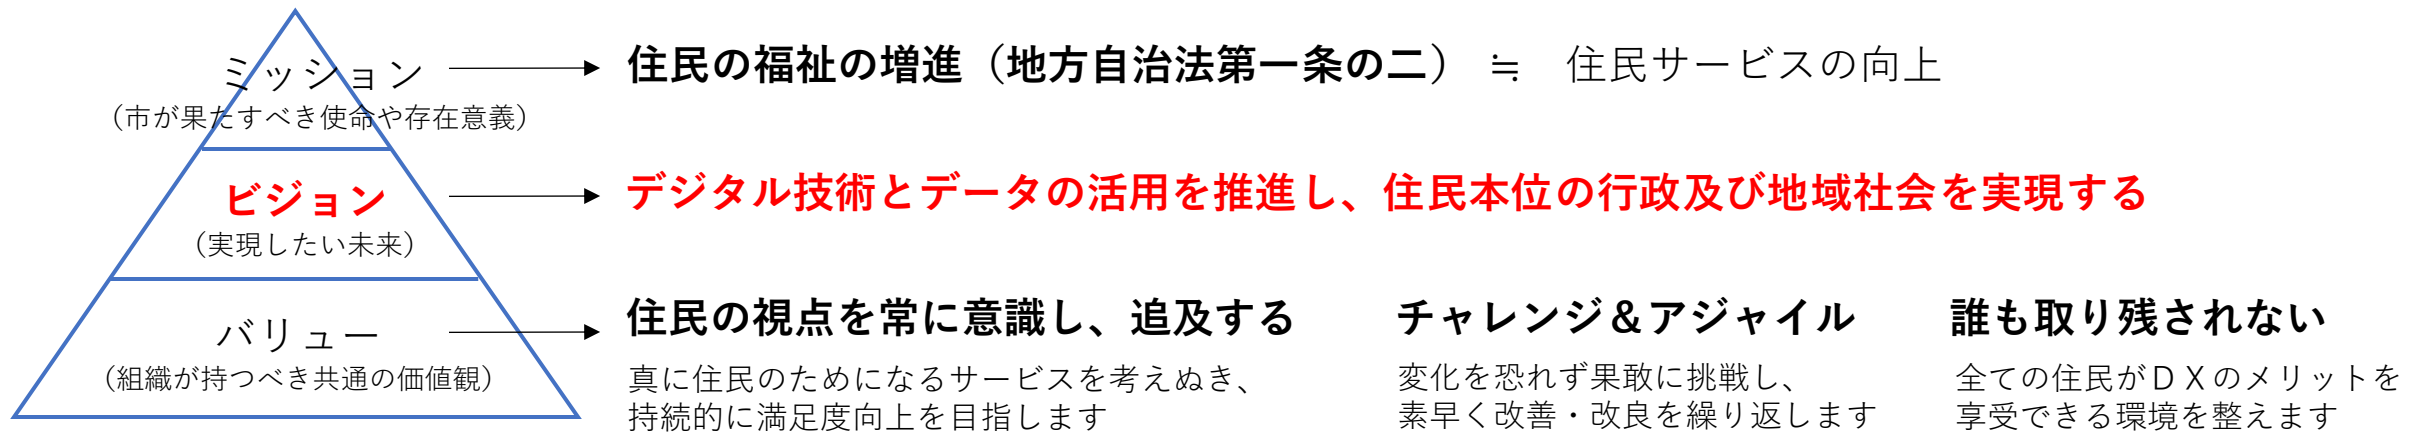 ミッション
（市が果たすべき使命や存在意義）
住民の福祉の増進（地方自治法第一条の二） ≒ 住民サービスの向上
ビジョン
（実現したい未来）
デジタル技術とデータの活用を推進し、住民本位の行政及び地域社会を実現する
バリュー
（組織が持つべき共通の価値観）
住民の視点を常に意識し、追及する
真に住民のためになるサービスを考えぬき、
持続的に満足度向上を目指します
チャレンジ＆アジャイル
変化を恐れず果敢に挑戦し、
素早く改善・改良を繰り返します
誰も取り残されない
全ての住民がＤＸのメリットを
享受できる環境を整えます